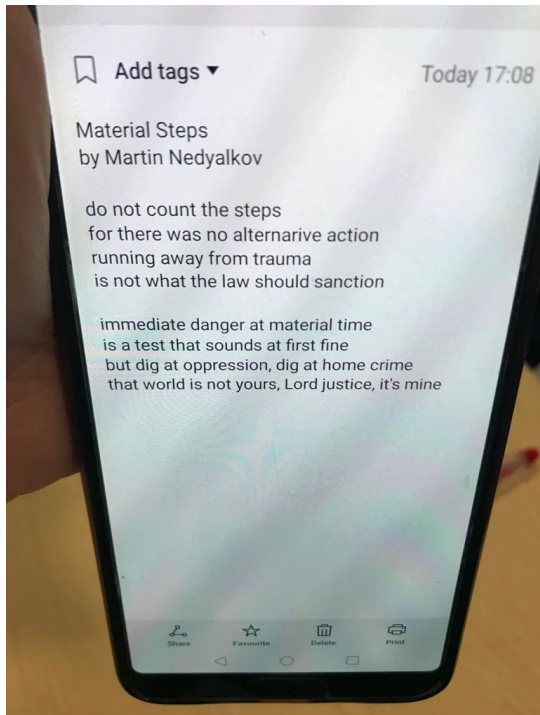 Add tags
Today 17:08
Material Steps
by Martin Nedyalkov
do not count the steps
for there was no alternarive action
running away from trauma
is not what the law should sanction
immediate danger at material time
is a test that sounds at first fine
but dig at oppression, dig at home crime
that world is not yours, Lord justice, it's mine
Share Favourite Delete Print